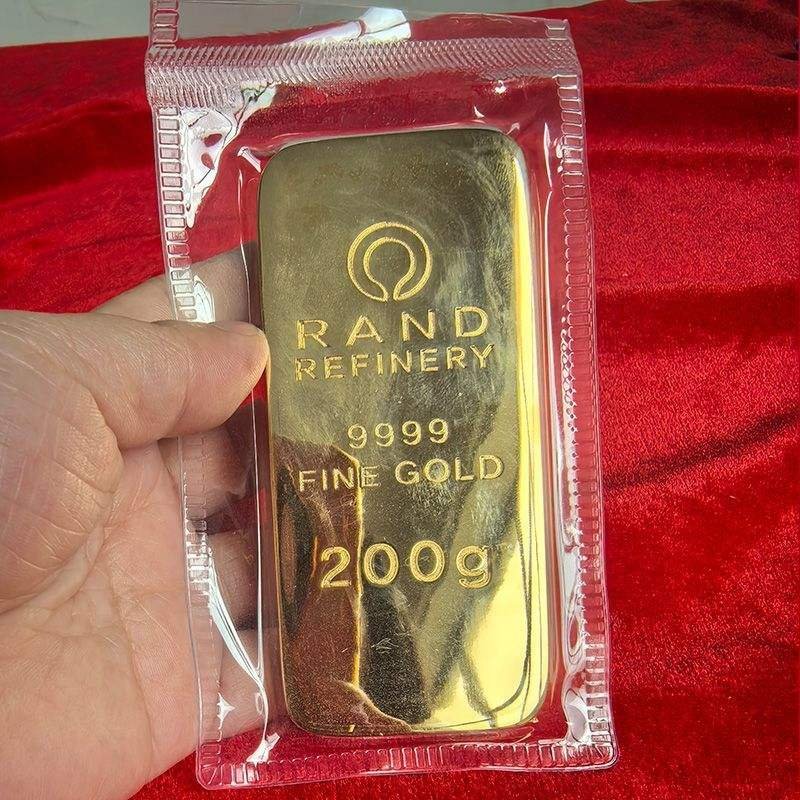 RAND
REFINERY
9999
FINE GOLD
200g